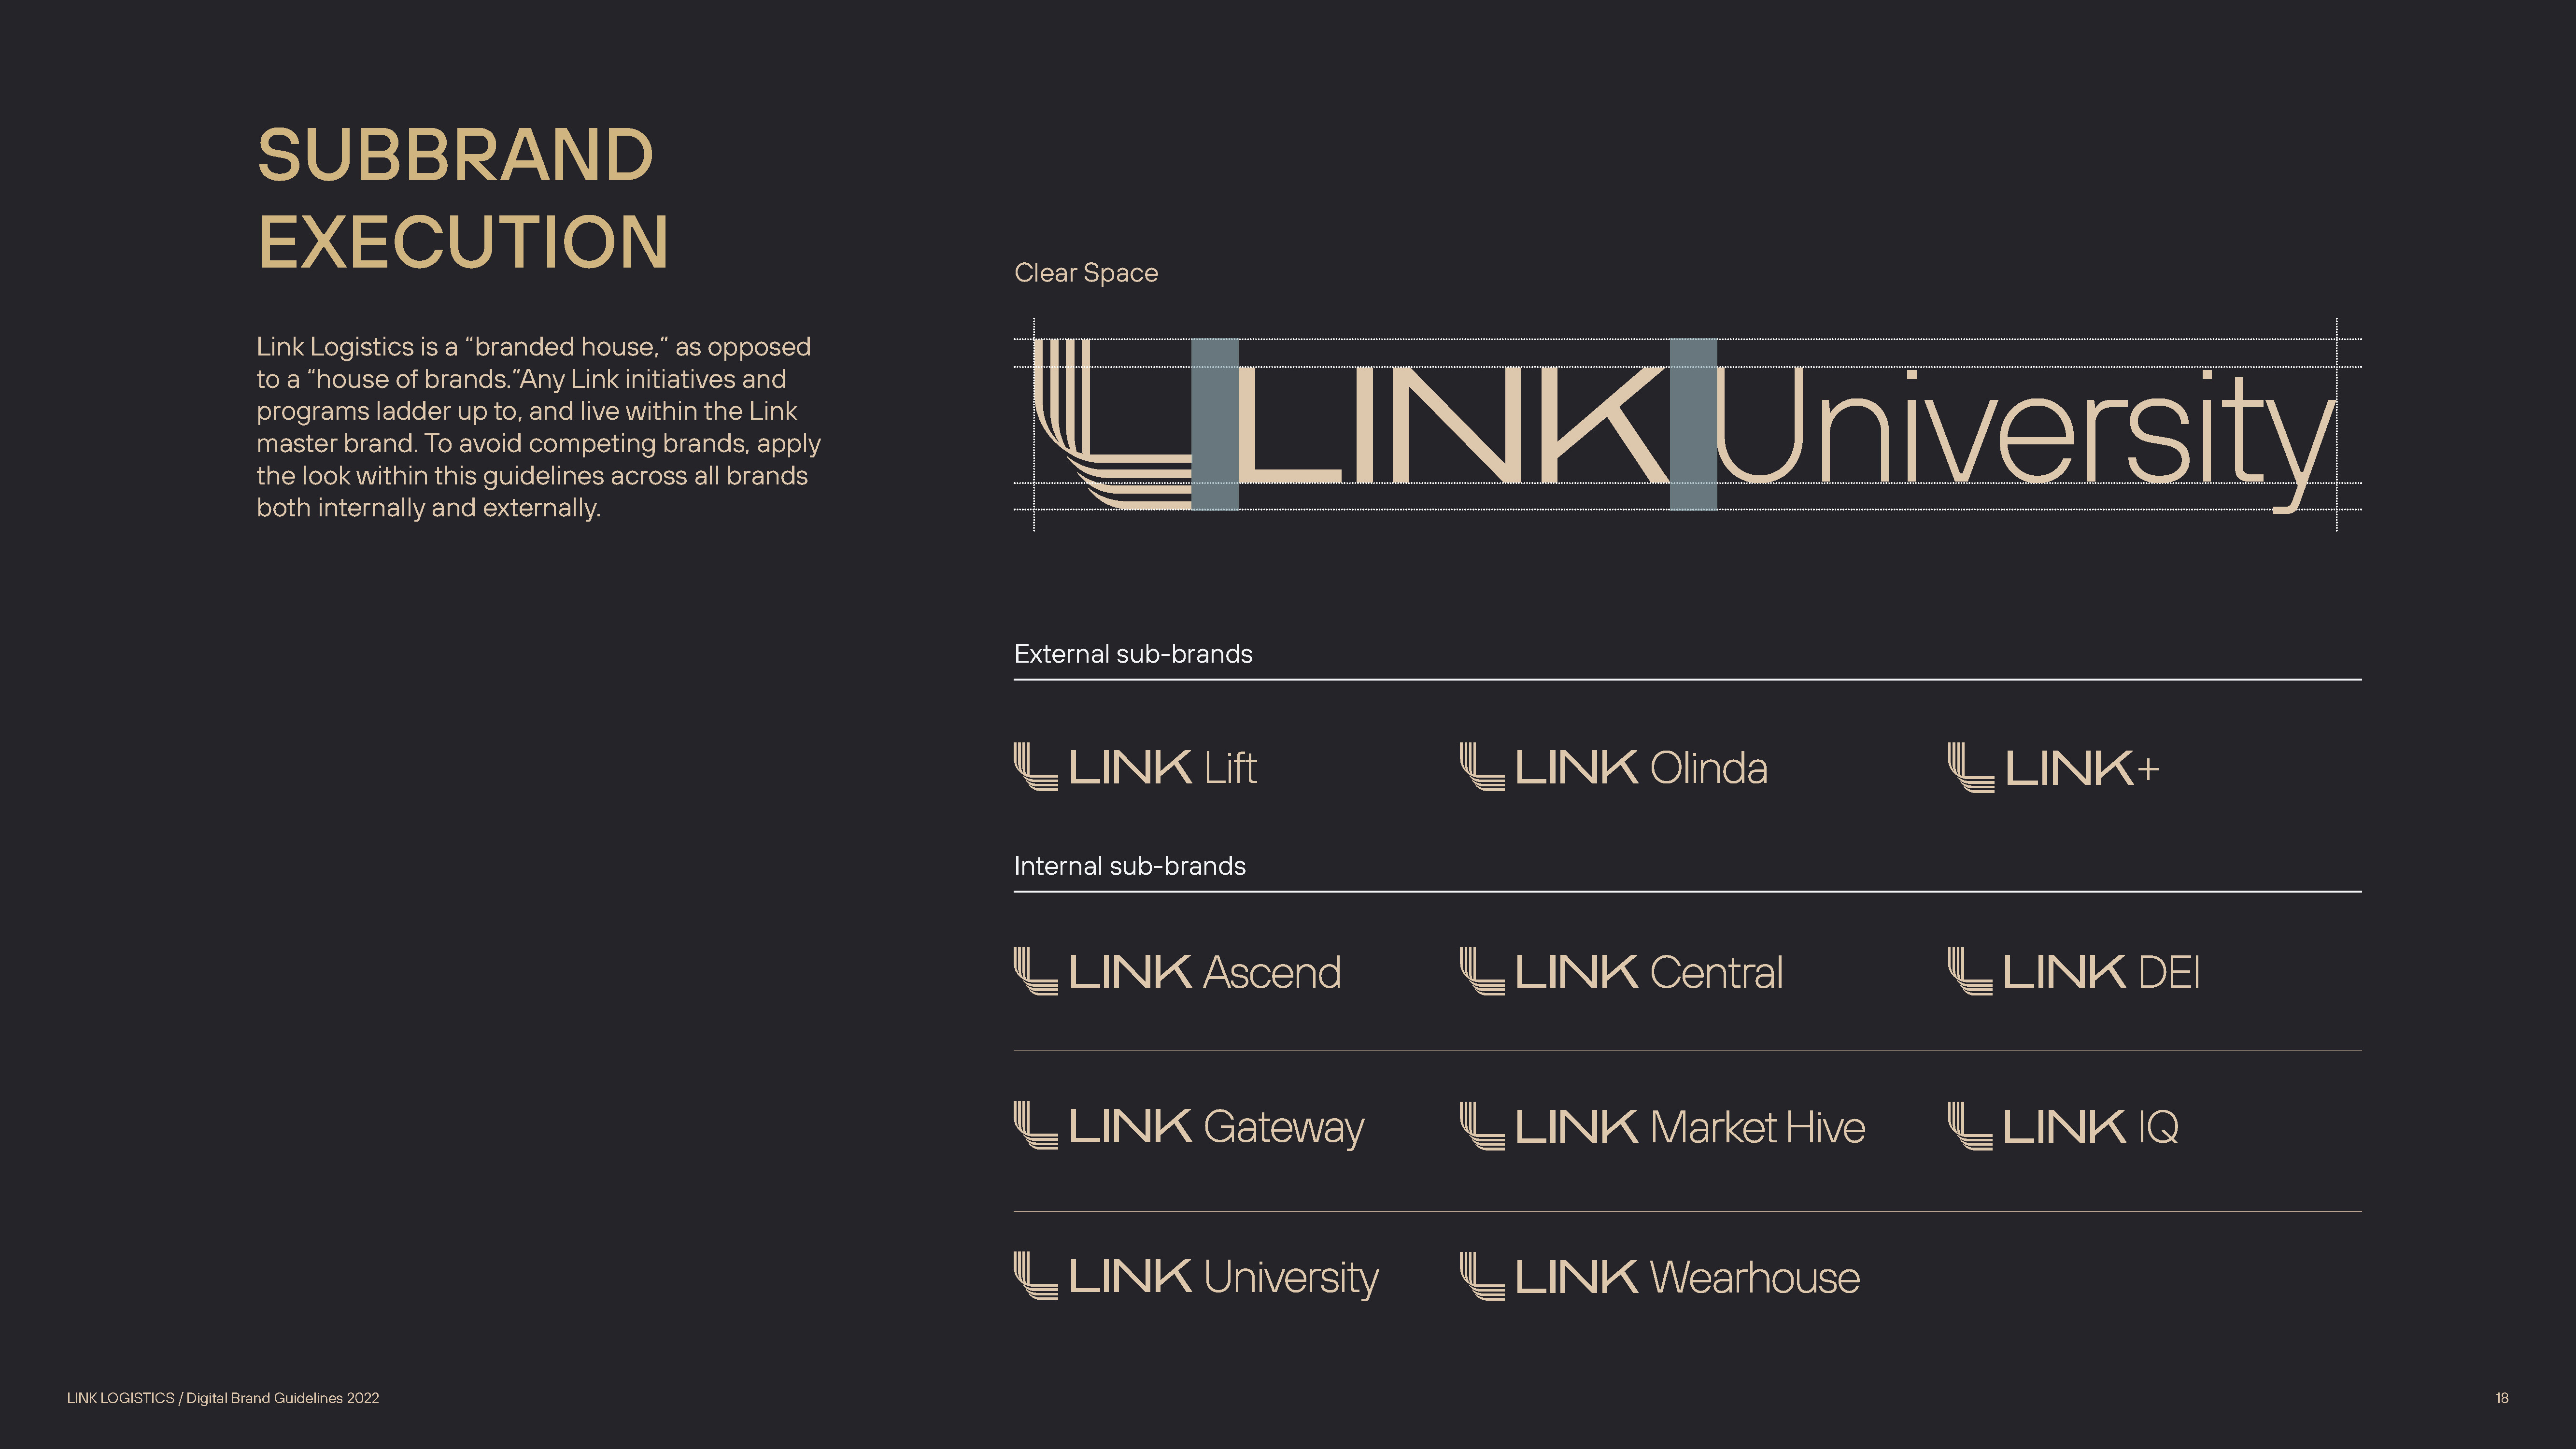 SUBBRAND
EXECUTION
Link Logistics is a “branded house,” as opposed
to a “house of brands.”Any Link initiatives and
programs ladder up to, and live within the Link
master brand. To avoid competing brands, apply
the look within this guidelines across all brands
both internally and externally.
Clear Space
LINK University
External sub-brands
LINK Lift
LINK Olinda
LINK+
Internal sub-brands
LINK Ascend
LINK Central
LINK DEI
LINK Gateway
LINK Market Hive
LINK IQ
LINK University
LINK Wearhouse
LINK LOGISTICS / Digital Brand Guidelines 2022
18